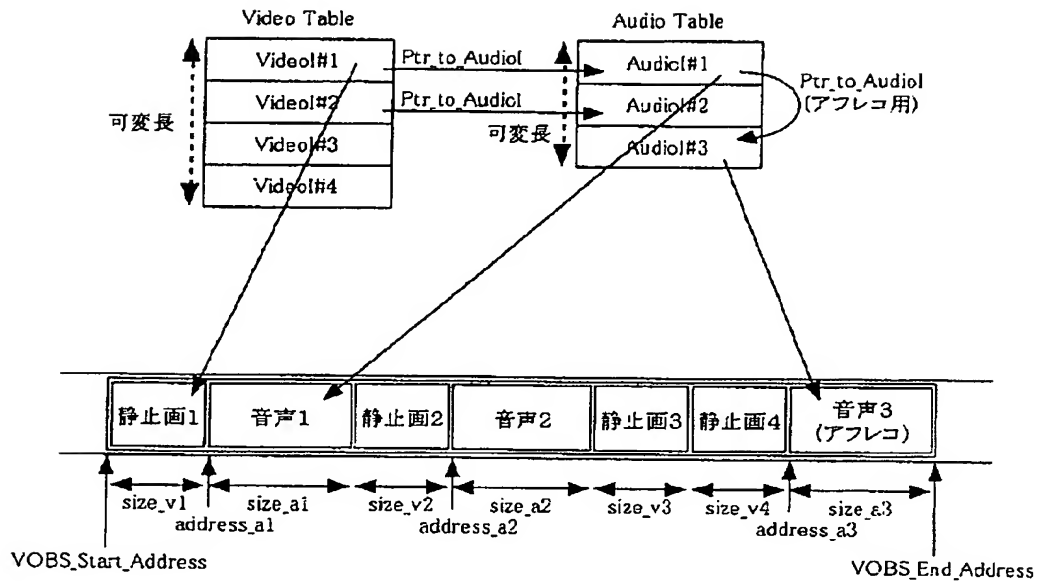 Video Table
Audio Table
VideoI#1
VideoI#2
VideoI#3
VideoI#4
可変長
Ptr_to_AudioI
Ptr_to_AudioI
AudioI#1
AudioI#2
AudioI#3
可変長
Ptr_to_AudioI
(アフレコ用)
静止画1
音声1
静止画2
音声2
静止画3
静止画4
音声3
(アフレコ)
size_v1
size_a1
size_v2
size_a2
size_v3
size_v4
size_a3
address_a1
address_a2
address_a3
VOBS_Start_Address
VOBS_End_Address